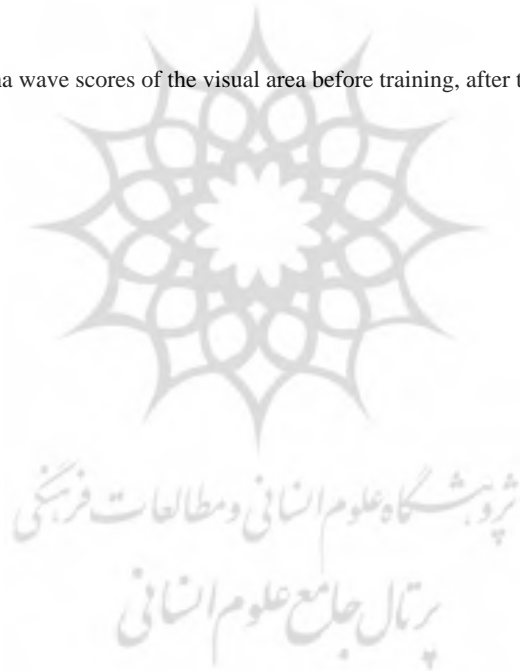 wave scores of the visual area before training, after
پژوهشگاه علوم انسانی و مطالعات فرهنگی
پرتال جامع علوم انسانی